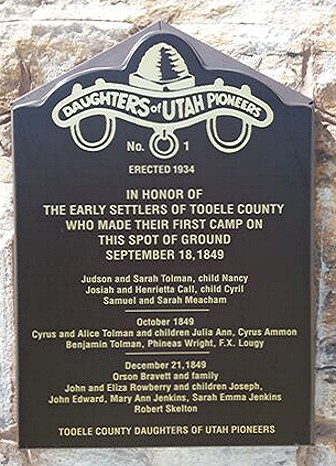 DAUGHTERS of UTAH PIONEERS
No. 1
ERECTED 1934
IN HONOR OF
THE EARLY SETTLERS OF TOOELE COUNTY
WHO MADE THEIR FIRST CAMP ON
THIS SPOT OF GROUND
SEPTEMBER 18, 1849
Judson and Sarah Tolman, child Nancy
Josiah and Henrietta Call, child Cyril
Samuel and Sarah Meacham
October 1849
Cyrus and Alice Tolman and children Julia Ann, Cyrus Ammon
Benjamin Tolman, Phineas Wright, F.X. Lougy
December 21, 1849
Orson Bravett and family
John and Eliza Rowberry and children Joseph,
John Edward, Mary Ann Jenkins, Sarah Emma Jenkins
Robert Skelton
TOOELE COUNTY DAUGHTERS OF UTAH PIONEERS